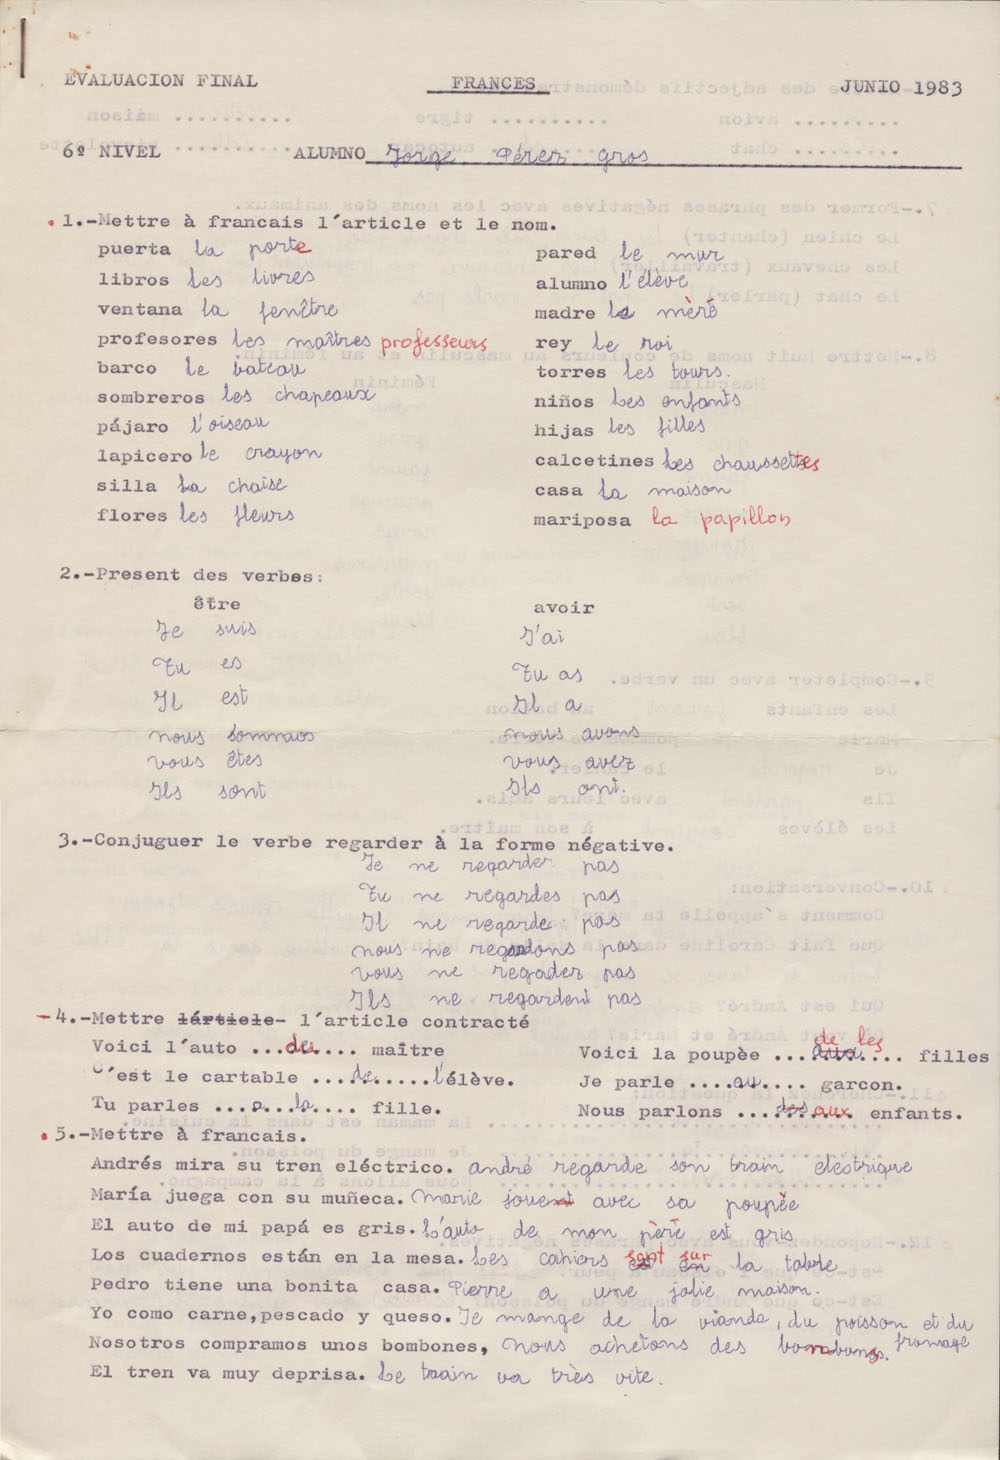 EVALUACION FINAL FRANCES JUNIO 1983
6º NIVEL ALUMNO Jorge Pérez Gros
1.-Mettre à francais l'article et le nom.
puerta la porte pared le mur
libros Les livres alumno l'élève
ventana la fenêtre madre la mère
profesores les maîtres professeurs rey le roi
barco le bateau torres les tours.
sombreros les chapeaux niños Les enfants
pájaro l'oiseau hijas les filles
lapicero le crayon calcetines Les chaussettes
silla La chaise casa La maison
flores les fleurs mariposa la papillon
2.-Present des verbes:
être avoir
Je suis J'ai
Tu es Tu as
Il est Il a
nous sommaos nous avons
vous êtes vous avez
Ils sont Ils ont.
3.-Conjuguer le verbe regarder à la forme négative.
Je ne regarder pas
Tu ne regardes pas
Il ne regarde pas
nous ne regardons pas
vous ne regader pas
Ils ne regardent pas
4.-Mettre lárticle- l'article contracté
Voici l'auto ...du.... maître Voici la poupèe ... de les .... filles
C'est le cartable ....de......l'élève. Je parle ....au.... garcon.
Tu parles ...a..la.... fille. Nous parlons ....des aux. enfants.
5.-Mettre à francais.
Andrés mira su tren eléctrico. André regarde son train electrique
María juega con su muñeca. Marie jouent avec sa poupèe
El auto de mi papá es gris. L'auto de mon père est gris
Los cuadernos están en la mesa. Les cahiers sont sur la table
Pedro tiene una bonita casa. Pierre a une jolie maison.
Yo como carne,pescado y queso. Je mange de la viande, du poisson et du fromage
Nosotros compramos unos bombones, Nous achetons des bombons.
El tren va muy deprisa. Le train va très vite.